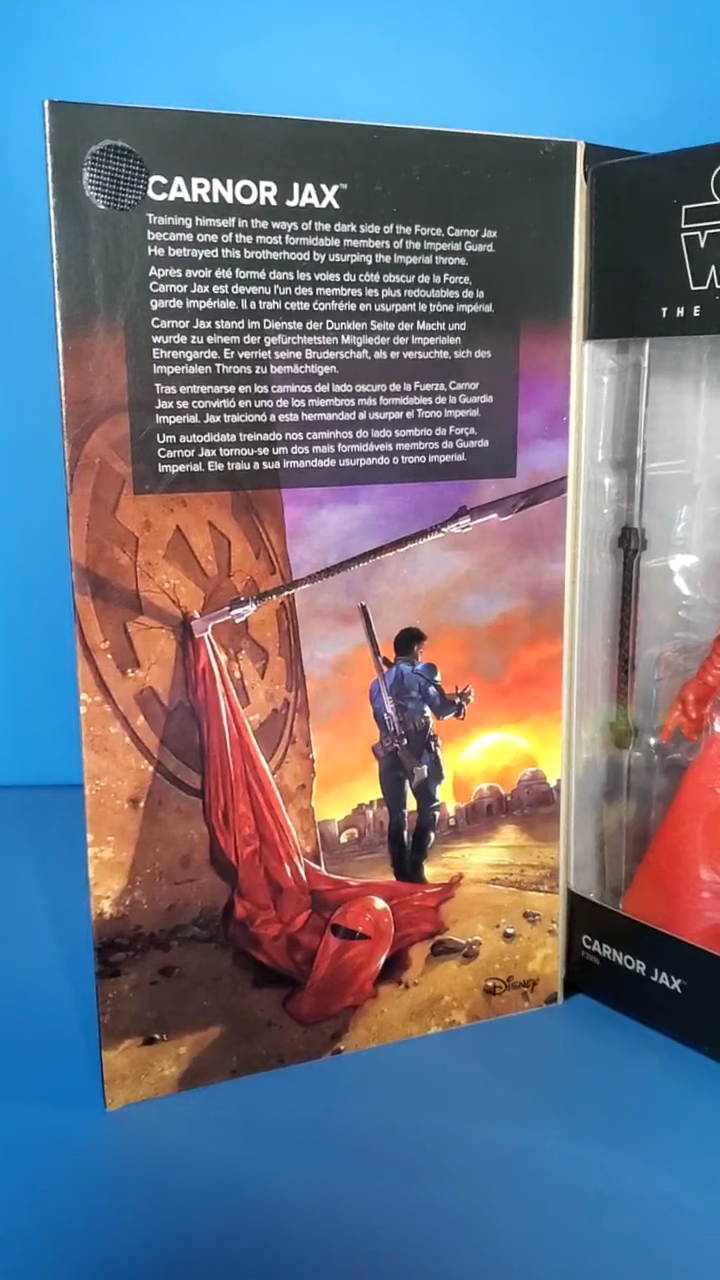 CARNOR JAX™
Training himself in the ways of the dark side of the Force, Carnor Jax
became one of the most formidable members of the Imperial Guard.
He betrayed this brotherhood by usurping the Imperial throne.
Après avoir été formé dans les voies du côté obscur de la Force,
Carnor Jax est devenu l'un des membres les plus redoutables de la
garde impériale. Il a trahi cette confrérie en usurpant le trône impérial.
Carnor Jax stand im Dienste der Dunklen Seite der Macht und
wurde zu einem der gefürchtetsten Mitglieder der Imperialen
Ehrengarde. Er verriet seine Bruderschaft, als er versuchte, sich des
Imperialen Throns zu bemächtigen.
Tras entrenarse en los caminos del lado oscuro de la Fuerza, Carnor
Jax se convirtió en uno de los miembros más formidables de la Guardia
Imperial. Jax traicionó a esta hermandad al usurpar el Trono Imperial.
Um autodidata treinado nos caminhos do lado sombrio da Força,
Carnor Jax tornou-se um dos mais formidáveis membros da Guarda
Imperial. Ele traiu a sua irmandade usurpando o trono imperial.
Disney
THE
CARNOR JAX™